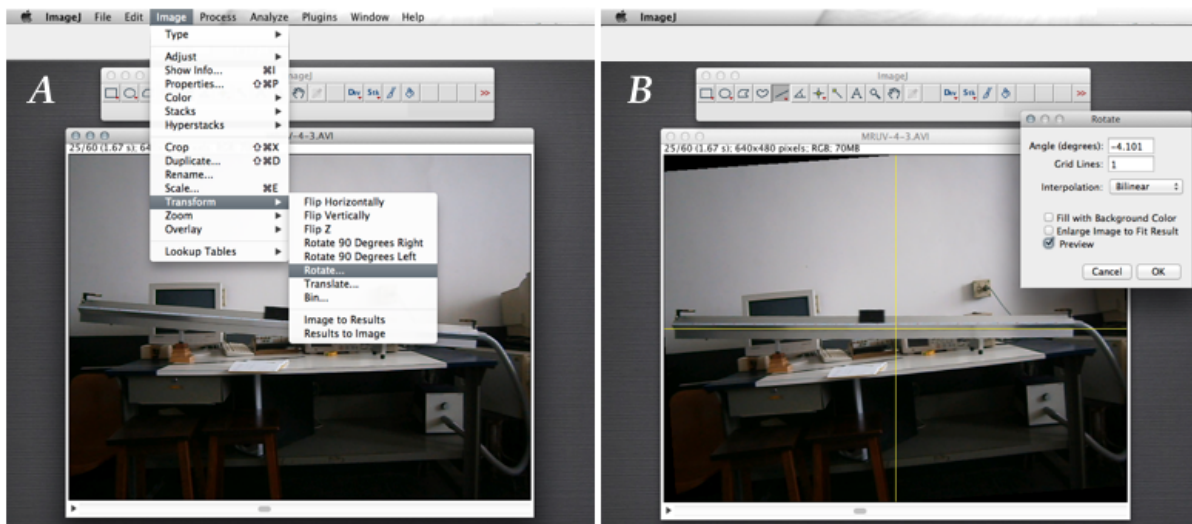 ImageJ File Edit Image Process Analyze Plugins Window Help
Type
Adjust
Show Info... ⌘I
Properties... ⇧⌘P
Color
Stacks
Hyperstacks
Crop ⇧⌘X
Duplicate... ⇧⌘D
Rename...
Scale... ⌘E
Transform
Zoom
Overlay
Lookup Tables
Flip Horizontally
Flip Vertically
Flip Z
Rotate 90 Degrees Right
Rotate 90 Degrees Left
Rotate...
Translate...
Bin...
Image to Results
Results to Image
A
ageJ
Dev Stk
>>
-4-3.AVI
25/60 (1.67 s); 64
ImageJ
B
ImageJ
A
Dev Stk
>>
MRUV-4-3.AVI
25/60 (1.67 s); 640x480 pixels; RGB; 70MB
Rotate
Angle (degrees): -4.101
Grid Lines: 1
Interpolation: Bilinear
Fill with Background Color
Enlarge Image to Fit Result
Preview
Cancel OK